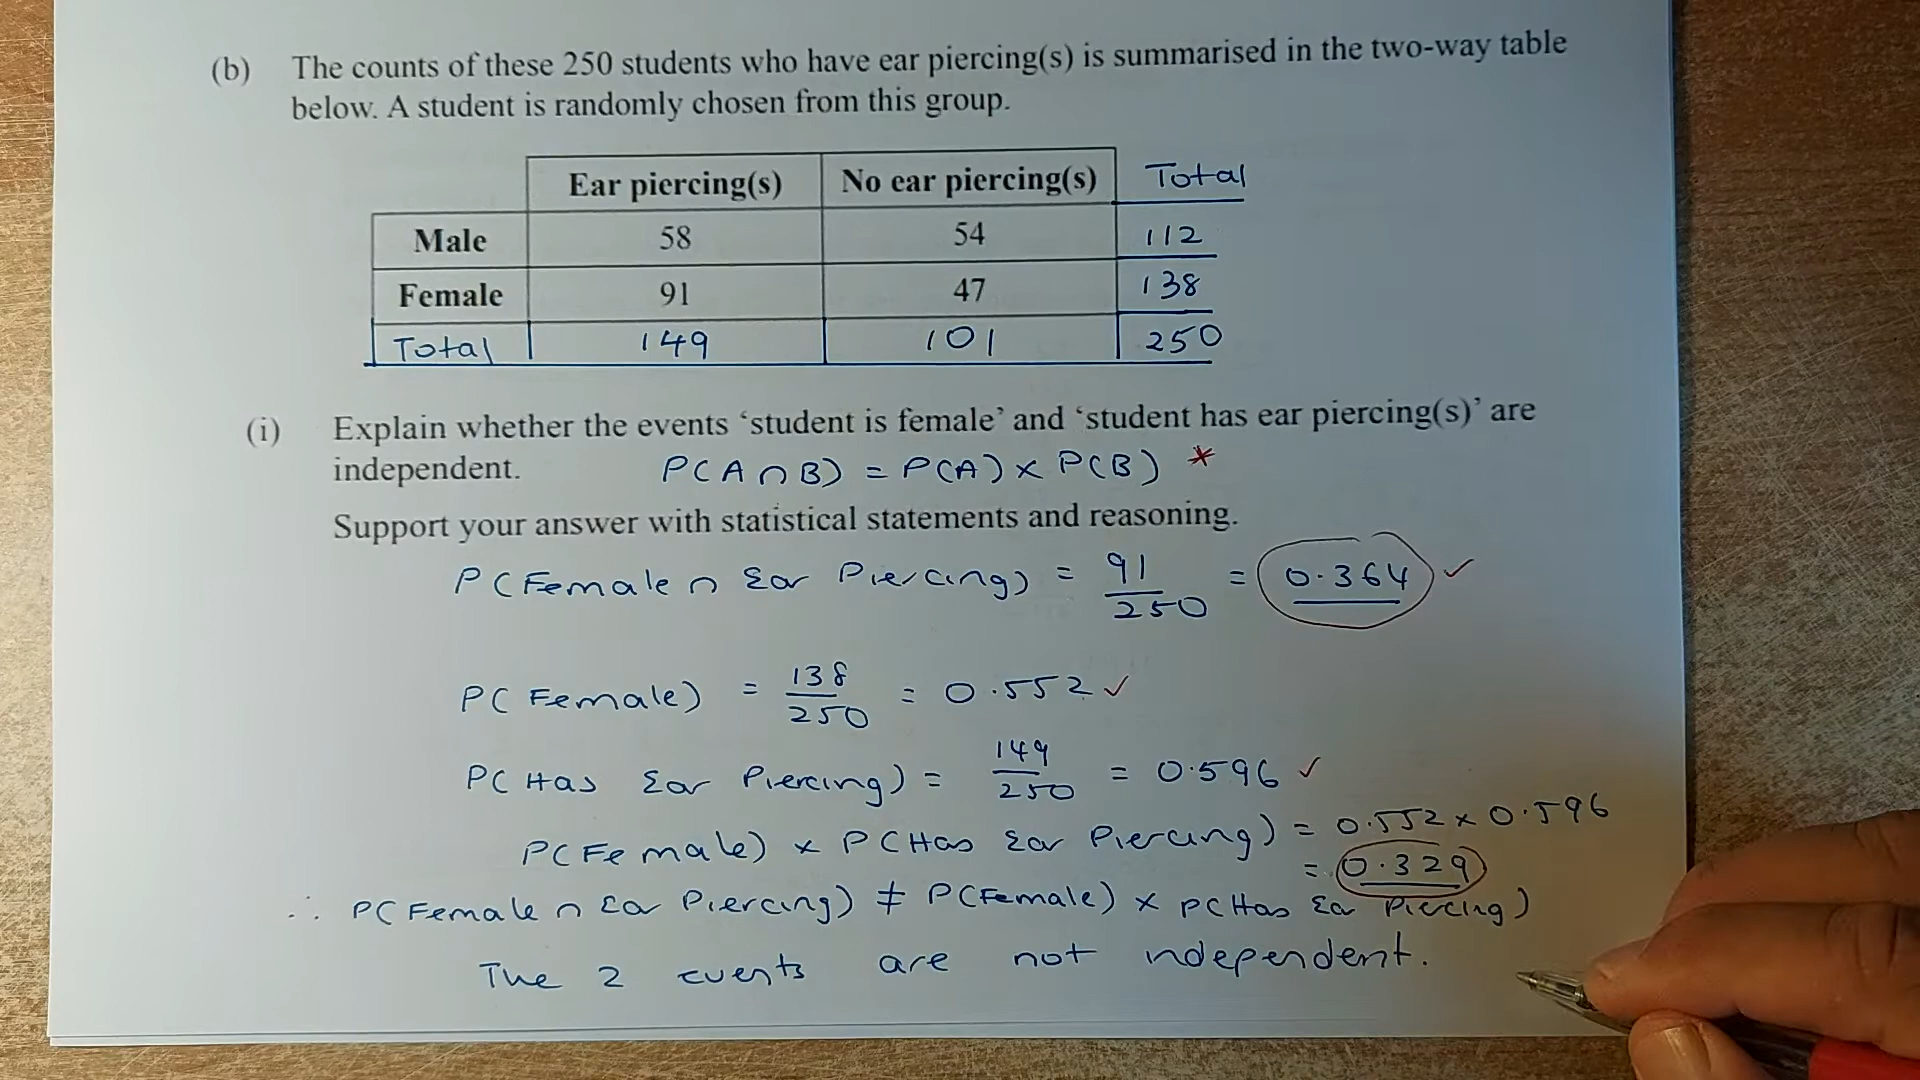 (b) The counts of these 250 students who have ear piercing(s) is summarised in the two-way table
below. A student is randomly chosen from this group.
Ear piercing(s) No ear piercing(s) Total
Male 58 54 112
Female 91 47 138
Total 149 101 250
(i) Explain whether the events ‘student is female’ and ‘student has ear piercing(s)’ are
independent. P(A ∩ B) = P(A) × P(B) *
Support your answer with statistical statements and reasoning.
P(Female ∩ Ear Piercing) = 91/250 = 0.364 ✓
P(Female) = 138/250 = 0.552 ✓
P(Has Ear Piercing) = 149/250 = 0.596 ✓
P(Female) × P(Has Ear Piercing) = 0.552 × 0.596
= 0.329
∴ P(Female ∩ Ear Piercing) ≠ P(Female) × P(Has Ear Piercing)
The 2 events are not independent.